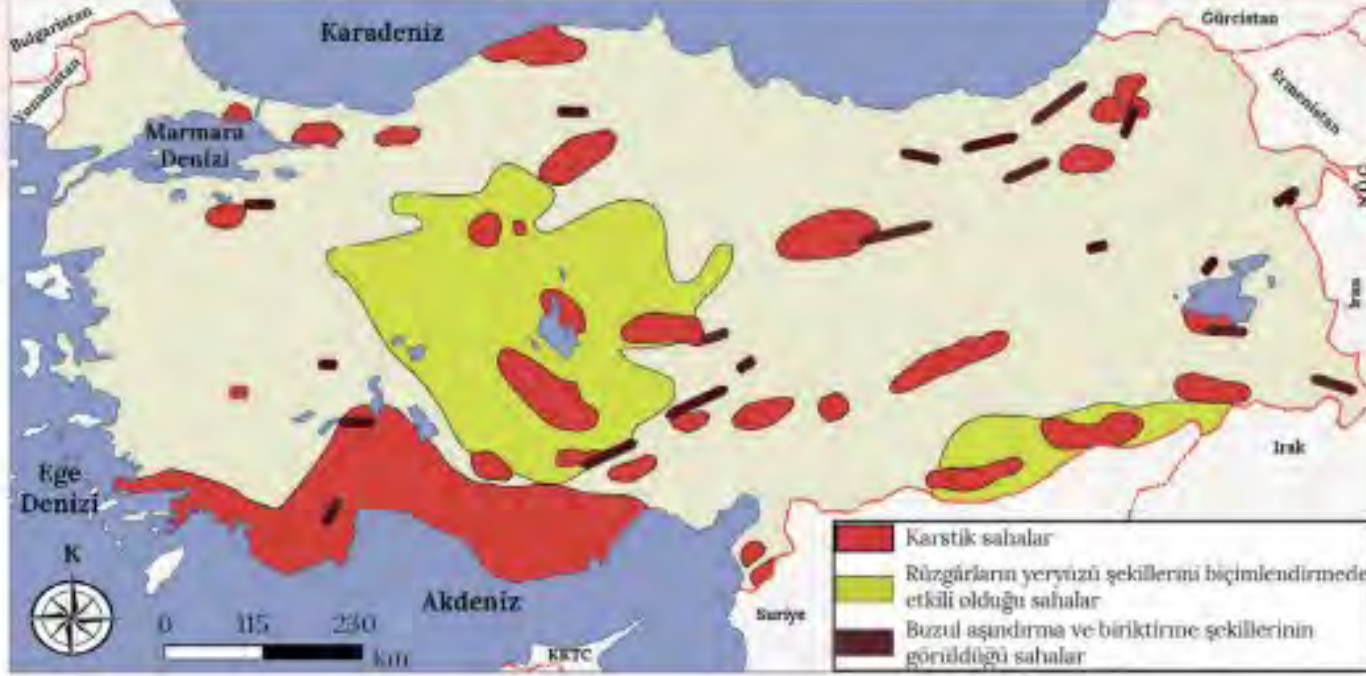 Bulgaristan
Yunanistan
Karadeniz
Gürcistan
Ermenistan
Marmara
Denizi
İran
Ege
Denizi
Irak
K
Akdeniz
Suriye
KKTC
0 115 230
km
Karstik sahalar
Rüzgârların yeryüzü şekillerini biçimlendirmede
etkili olduğu sahalar
Buzul aşındırma ve biriktirme şekillerinin
görüldüğü sahalar